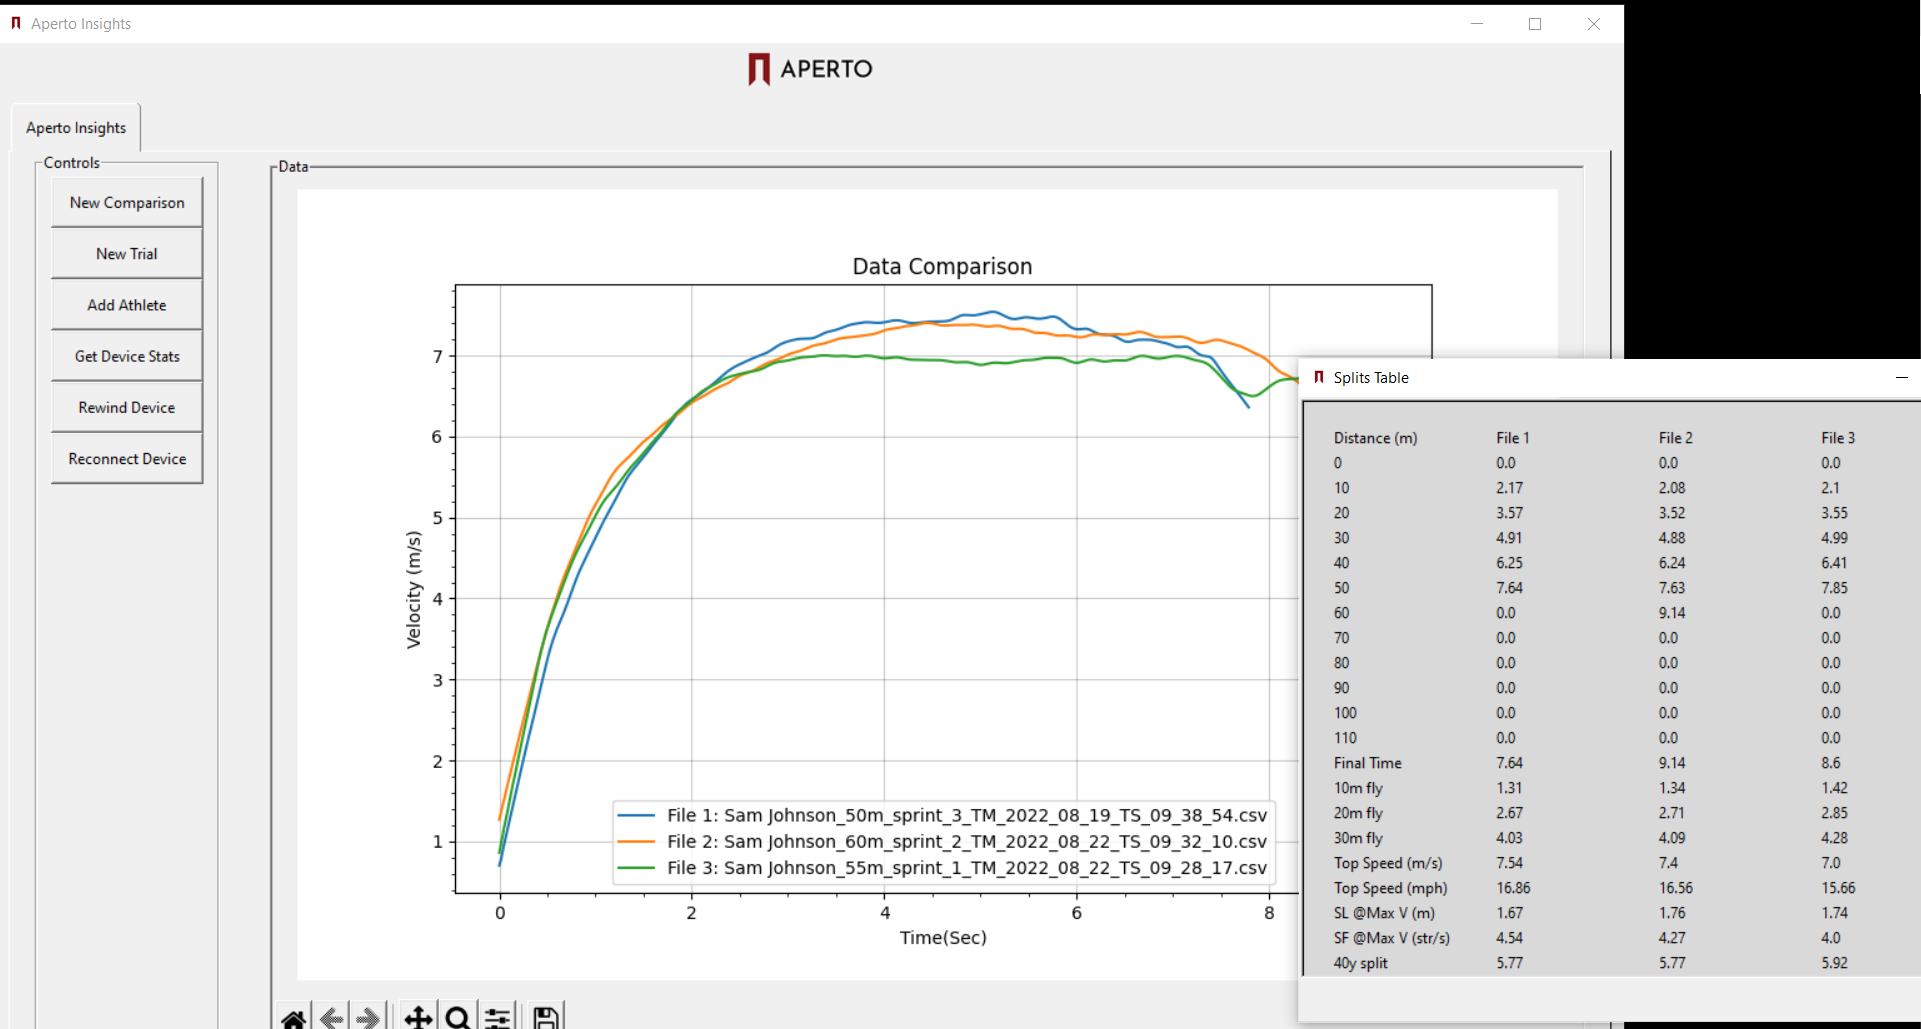 Aperto Insights
APERTO
Aperto Insights
Controls
New Comparison
New Trial
Add Athlete
Get Device Stats
Rewind Device
Reconnect Device
Data
Data Comparison
Velocity (m/s)
7
6
5
4
3
2
1
0 2 4 6 8
Time(Sec)
File 1: Sam Johnson_50m_sprint_3_TM_2022_08_19_TS_09_38_54.csv
File 2: Sam Johnson_60m_sprint_2_TM_2022_08_22_TS_09_32_10.csv
File 3: Sam Johnson_55m_sprint_1_TM_2022_08_22_TS_09_28_17.csv
Splits Table
Distance (m) File 1 File 2 File 3
0 0.0 0.0 0.0
10 2.17 2.08 2.1
20 3.57 3.52 3.55
30 4.91 4.88 4.99
40 6.25 6.24 6.41
50 7.64 7.63 7.85
60 0.0 9.14 0.0
70 0.0 0.0 0.0
80 0.0 0.0 0.0
90 0.0 0.0 0.0
100 0.0 0.0 0.0
110 0.0 0.0 0.0
Final Time 7.64 9.14 8.6
10m fly 1.31 1.34 1.42
20m fly 2.67 2.71 2.85
30m fly 4.03 4.09 4.28
Top Speed (m/s) 7.54 7.4 7.0
Top Speed (mph) 16.86 16.56 15.66
SL @Max V (m) 1.67 1.76 1.74
SF @Max V (str/s) 4.54 4.27 4.0
40y split 5.77 5.77 5.92